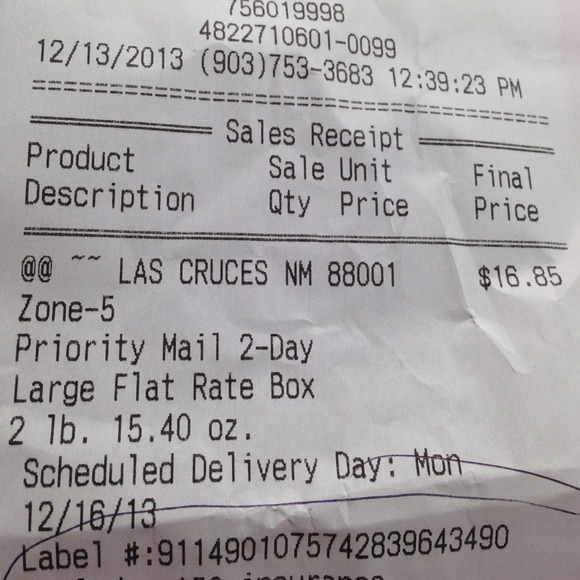 756019998
4822710601-0099
12/13/2013 (903)753-3683 12:39:23 PM
Sales Receipt
Product Sale Unit Final
Description Qty Price Price
@@ ~~ LAS CRUCES NM 88001 $16.85
Zone-5
Priority Mail 2-Day
Large Flat Rate Box
2 lb. 15.40 oz.
Scheduled Delivery Day: Mon
12/16/13
Label #:9114901075742839643490
insurance